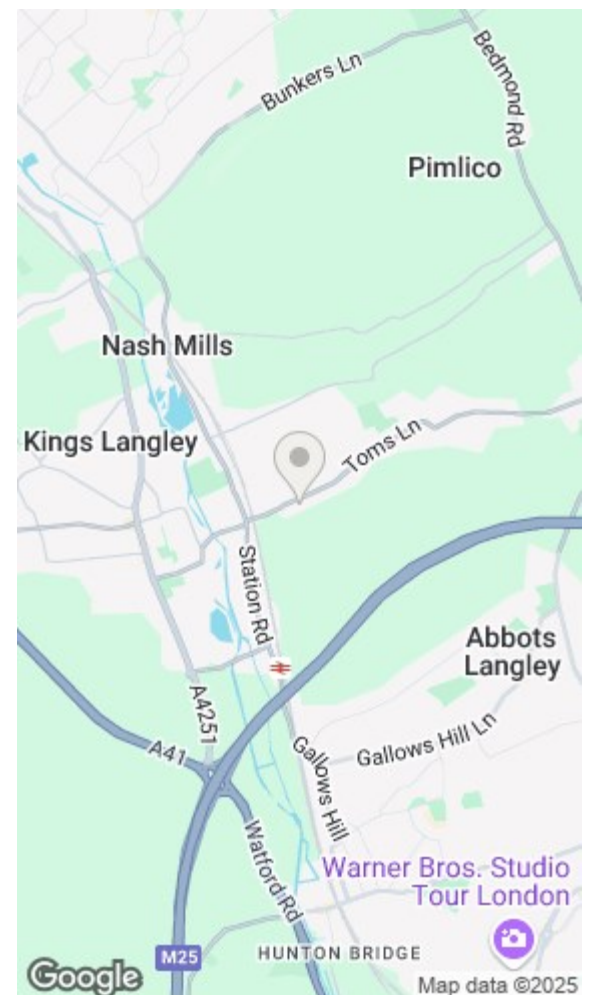 Bunkers Ln
Bedmond Rd
Pimlico
Nash Mills
Kings Langley
Toms Ln
Station Rd
Abbots
Langley
A4251
A41
Gallows Hill
Gallows Hill Ln
Watford Rd
Warner Bros. Studio
Tour London
M25
HUNTON BRIDGE
Google
Map data ©2025